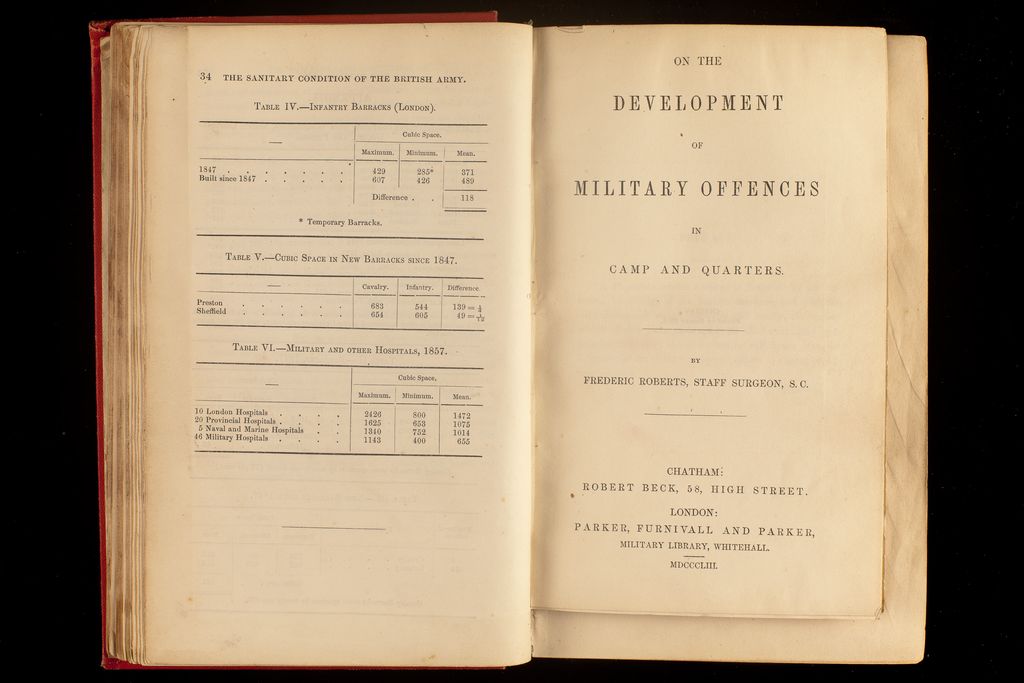 34 THE SANITARY CONDITION OF THE BRITISH ARMY.
TABLE IV.—INFANTRY BARRACKS (LONDON).
— Cubic Space.
Maximum. Minimum. Mean.
1847 . . . . . . . 429 285* 371
Built since 1847 . . . . . 607 426 489
Difference . . 118
* Temporary Barracks.
TABLE V.—CUBIC SPACE IN NEW BARRACKS SINCE 1847.
— Cavalry. Infantry. Difference.
Preston . . . . . . 683 544 139 = ¼
Sheffield . . . . . . 654 605 49 = 1/12
TABLE VI.—MILITARY AND OTHER HOSPITALS, 1857.
— Cubic Space.
Maximum. Minimum. Mean.
10 London Hospitals . . . . 2426 800 1472
20 Provincial Hospitals . . . . 1625 653 1075
5 Naval and Marine Hospitals . . 1340 752 1014
46 Military Hospitals . . . . 1143 400 655
ON THE
DEVELOPMENT
OF
MILITARY OFFENCES
IN
CAMP AND QUARTERS.
BY
FREDERIC ROBERTS, STAFF SURGEON, S. C.
CHATHAM:
ROBERT BECK, 58, HIGH STREET.
LONDON:
PARKER, FURNIVALL AND PARKER,
MILITARY LIBRARY, WHITEHALL.
MDCCCLIII.